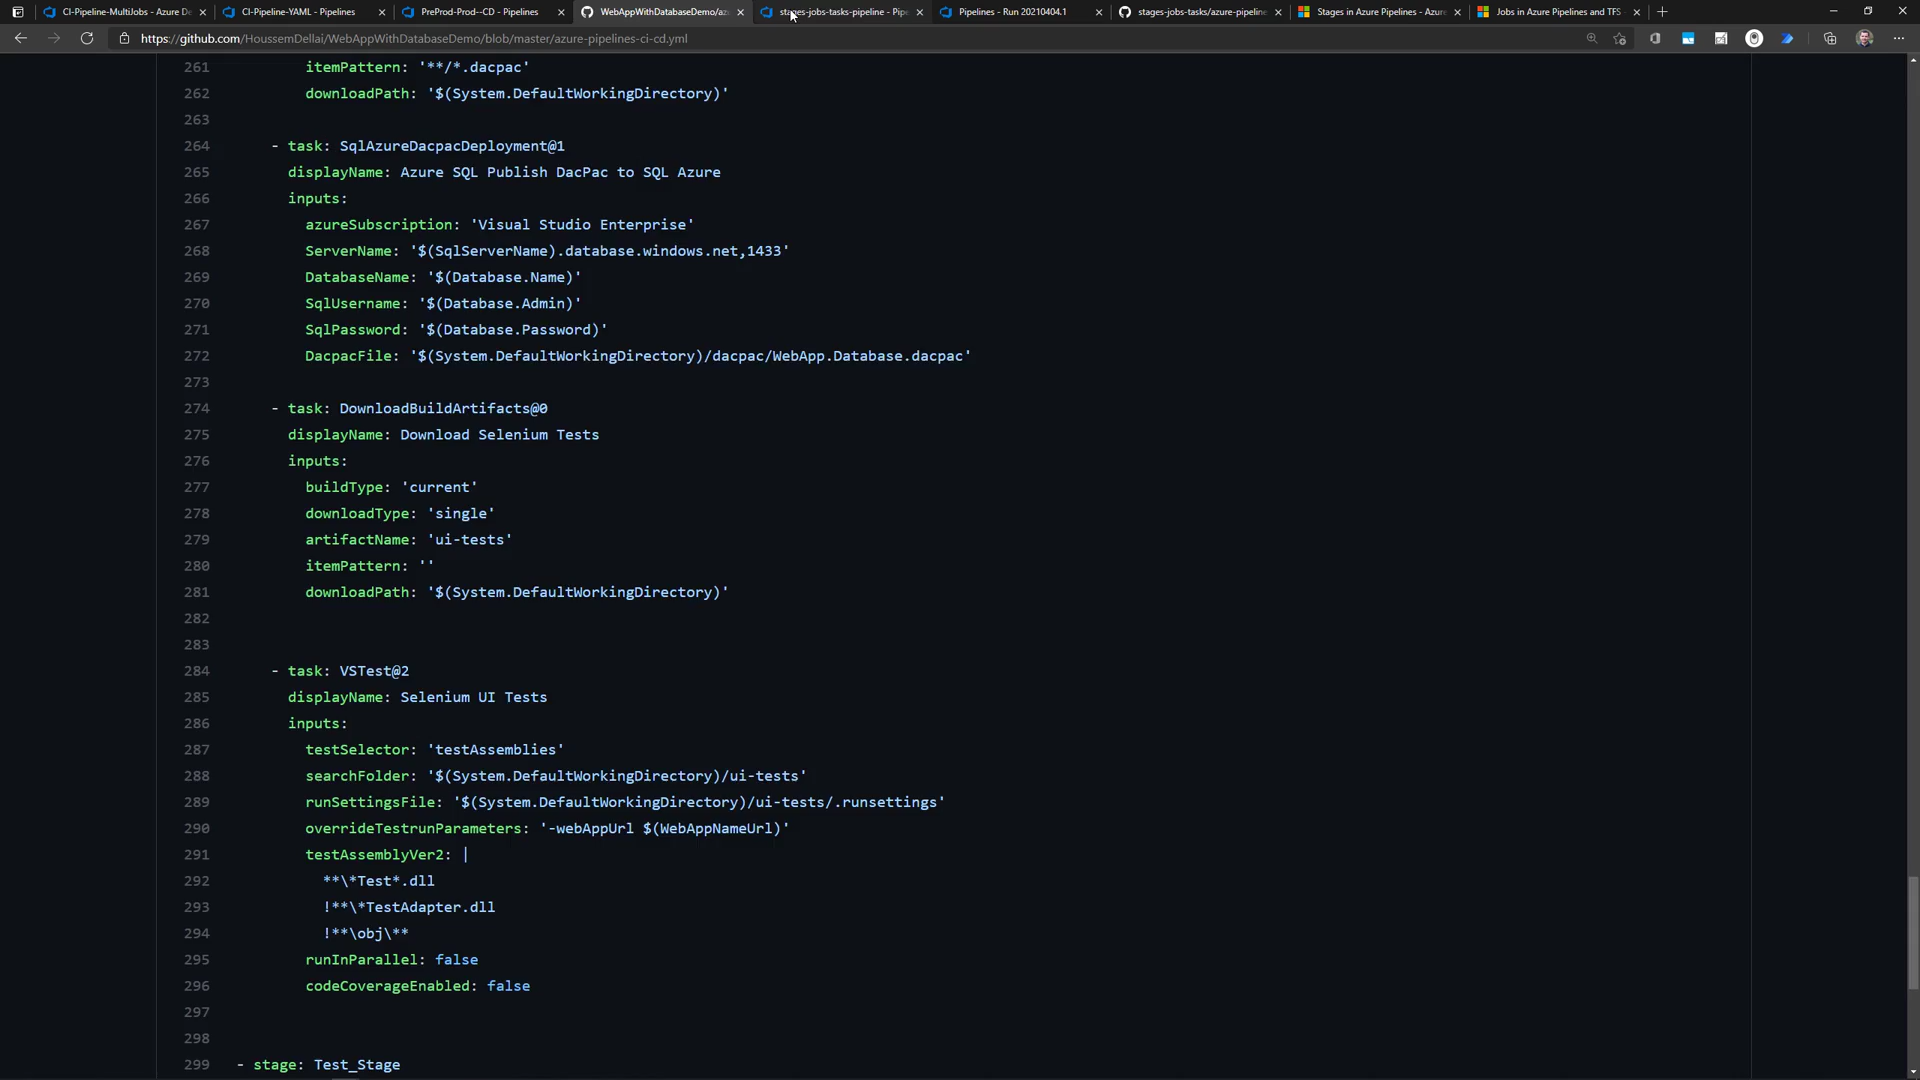 CI-Pipeline-MultiJobs - Azure De
CI-Pipeline-YAML - Pipelines
PreProd-Prod--CD - Pipelines
WebAppWithDatabaseDemo/az
stages-jobs-tasks-pipeline - Pipe
Pipelines - Run 20210404.1
stages-jobs-tasks/azure-pipeline
Stages in Azure Pipelines - Azur
Jobs in Azure Pipelines and TFS
https://github.com/HoussemDellai/WebAppWithDatabaseDemo/blob/master/azure-pipelines-ci-cd.yml
261 itemPattern: '**/*.dacpac'
262 downloadPath: '$(System.DefaultWorkingDirectory)'
263
264 - task: SqlAzureDacpacDeployment@1
265 displayName: Azure SQL Publish DacPac to SQL Azure
266 inputs:
267 azureSubscription: 'Visual Studio Enterprise'
268 ServerName: '$(SqlServerName).database.windows.net,1433'
269 DatabaseName: '$(Database.Name)'
270 SqlUsername: '$(Database.Admin)'
271 SqlPassword: '$(Database.Password)'
272 DacpacFile: '$(System.DefaultWorkingDirectory)/dacpac/WebApp.Database.dacpac'
273
274 - task: DownloadBuildArtifacts@0
275 displayName: Download Selenium Tests
276 inputs:
277 buildType: 'current'
278 downloadType: 'single'
279 artifactName: 'ui-tests'
280 itemPattern: ''
281 downloadPath: '$(System.DefaultWorkingDirectory)'
282
283
284 - task: VSTest@2
285 displayName: Selenium UI Tests
286 inputs:
287 testSelector: 'testAssemblies'
288 searchFolder: '$(System.DefaultWorkingDirectory)/ui-tests'
289 runSettingsFile: '$(System.DefaultWorkingDirectory)/ui-tests/.runsettings'
290 overrideTestrunParameters: '-webAppUrl $(WebAppNameUrl)'
291 testAssemblyVer2: |
292 **\*Test*.dll
293 !**\*TestAdapter.dll
294 !**\obj\**
295 runInParallel: false
296 codeCoverageEnabled: false
297
298
299 - stage: Test_Stage